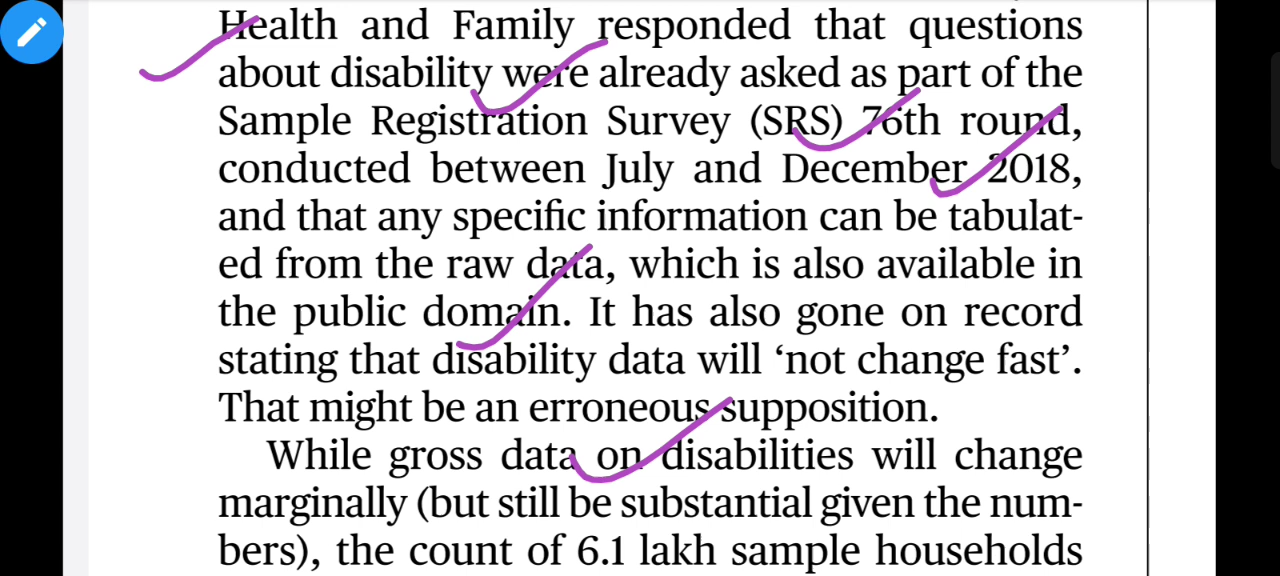 Health and Family responded that questions
about disability were already asked as part of the
Sample Registration Survey (SRS) 76th round,
conducted between July and December 2018,
and that any specific information can be tabulat-
ed from the raw data, which is also available in
the public domain. It has also gone on record
stating that disability data will ‘not change fast’.
That might be an erroneous supposition.
While gross data on disabilities will change
marginally (but still be substantial given the num-
bers), the count of 6.1 lakh sample households